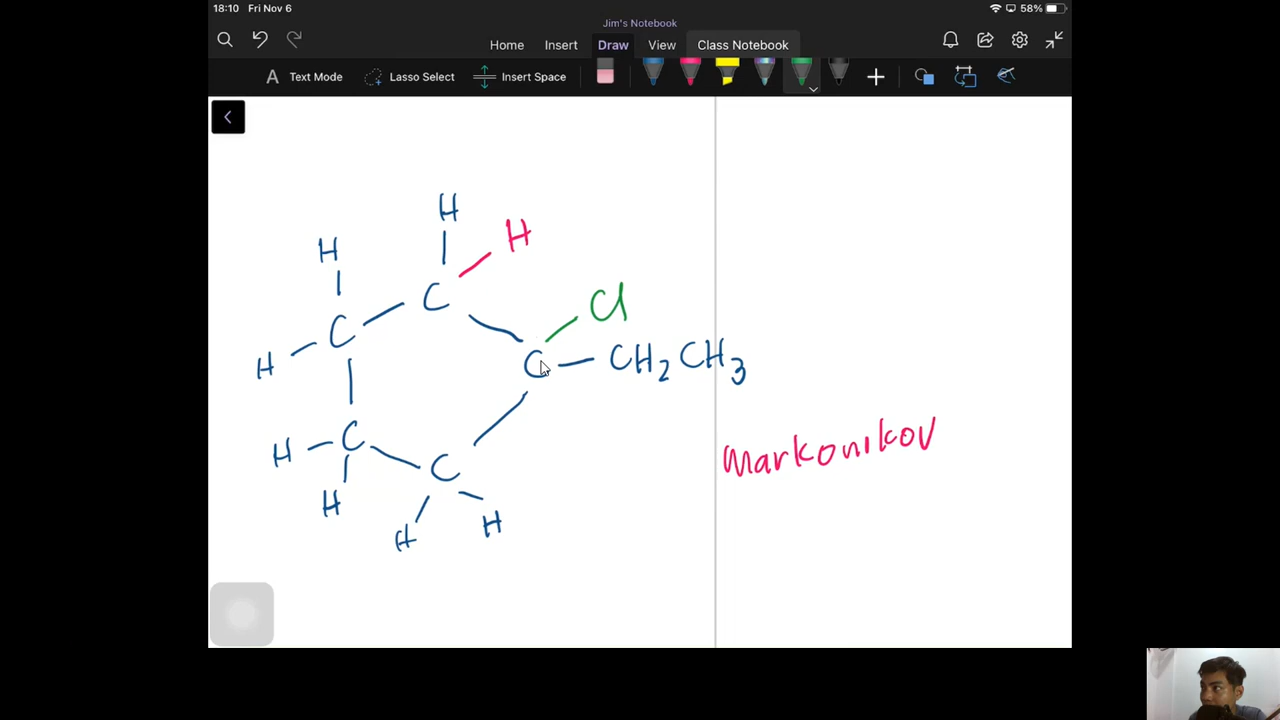 18:10 Fri Nov 6
58%
Jim's Notebook
Home Insert Draw View Class Notebook
A Text Mode Lasso Select Insert Space
H
H
H
Cl
C
C
H
C CH2CH3
C
H
C
H
H
H
Markonikov